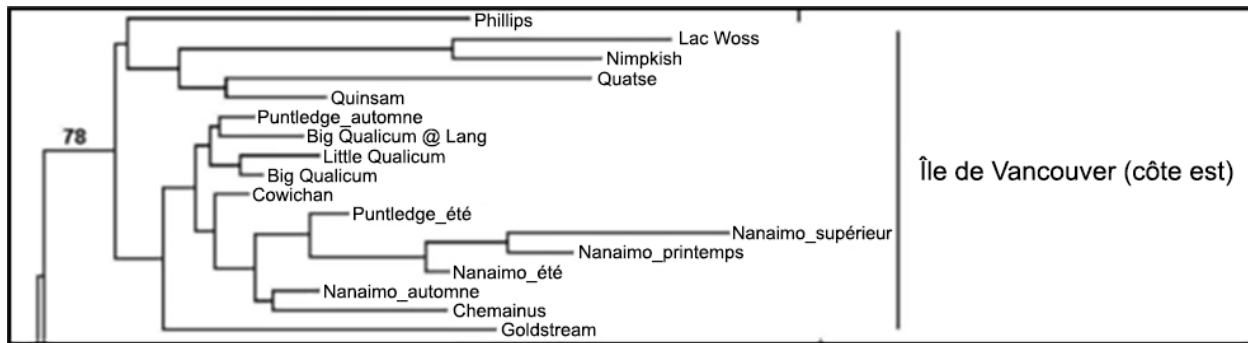 Phillips
Lac Woss
Nimpkish
Quatse
Quinsam
78
Puntledge_automne
Big Qualicum @ Lang
Little Qualicum
Big Qualicum
Cowichan
Puntledge_été
Nanaimo_supérieur
Nanaimo_printemps
Nanaimo_été
Nanaimo_automne
Chemainus
Goldstream
Île de Vancouver (côte est)